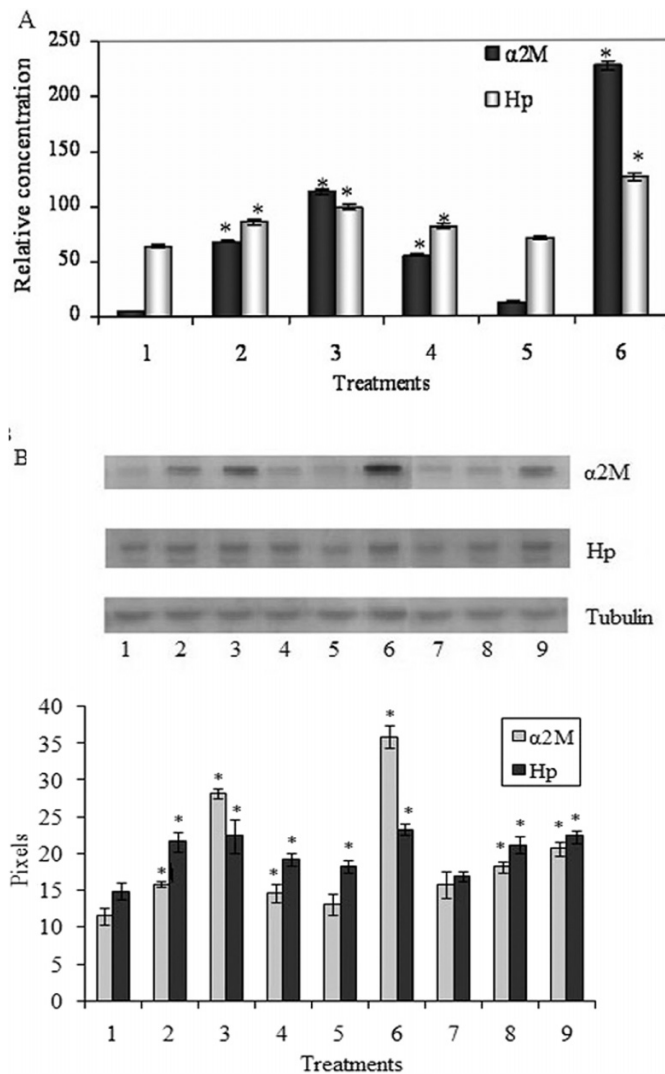 A
250
200
150
100
50
0
Relative concentration
α2M
Hp
* * * * * * * *
1 2 3 4 5 6
Treatments
B
α2M
Hp
Tubulin
1 2 3 4 5 6 7 8 9
40
35
30
25
20
15
10
5
0
Pixels
α2M
Hp
* * * * * * * * * * * * *
1 2 3 4 5 6 7 8 9
Treatments